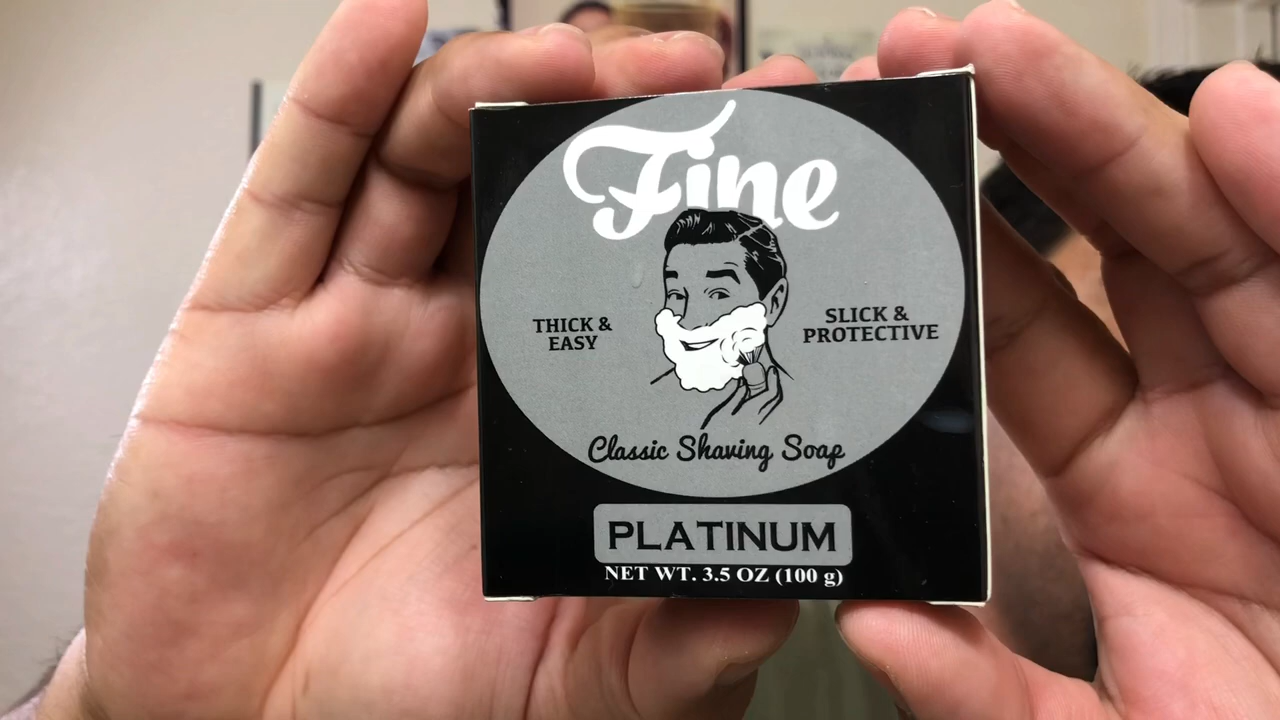 Fine
THICK &
EASY
SLICK &
PROTECTIVE
Classic Shaving Soap
PLATINUM
NET WT. 3.5 OZ (100 g)